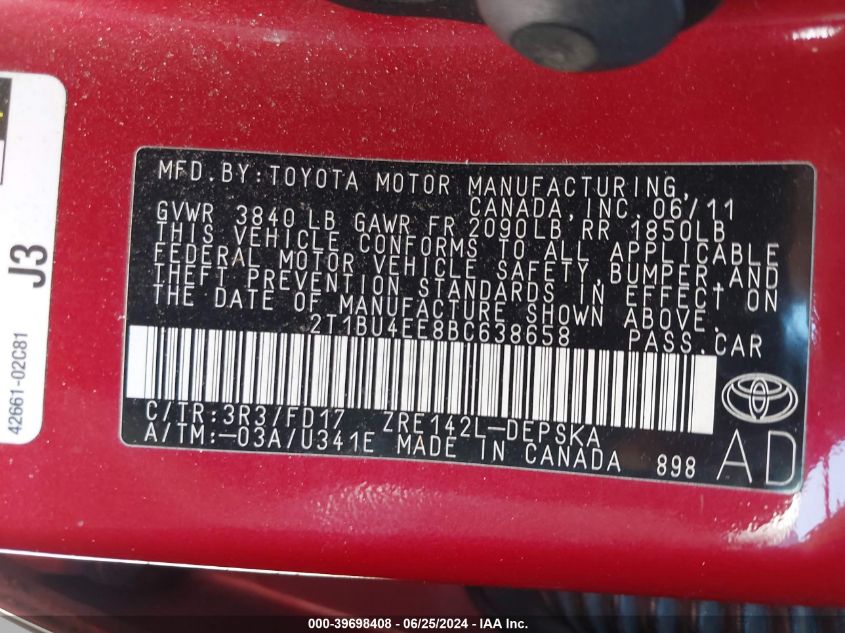 MFD. BY: TOYOTA MOTOR MANUFACTURING,
CANADA, INC. 06/11
GVWR 3840 LB GAWR FR 2090LB RR 1850LB
THIS VEHICLE CONFORMS TO ALL APPLICABLE
FEDERAL MOTOR VEHICLE SAFETY, BUMPER, AND
THEFT PREVENTION STANDARDS IN EFFECT ON
THE DATE OF MANUFACTURE SHOWN ABOVE.
2T1BU4EE8BC638658 PASS. CAR
C/TR: 3R3/FD17 ZRE142L-DEPSKA
A/TM: -03A/U341E MADE IN CANADA 898
AD
J3
42661-02C81
000-39698408 - 06/25/2024 - IAA Inc.